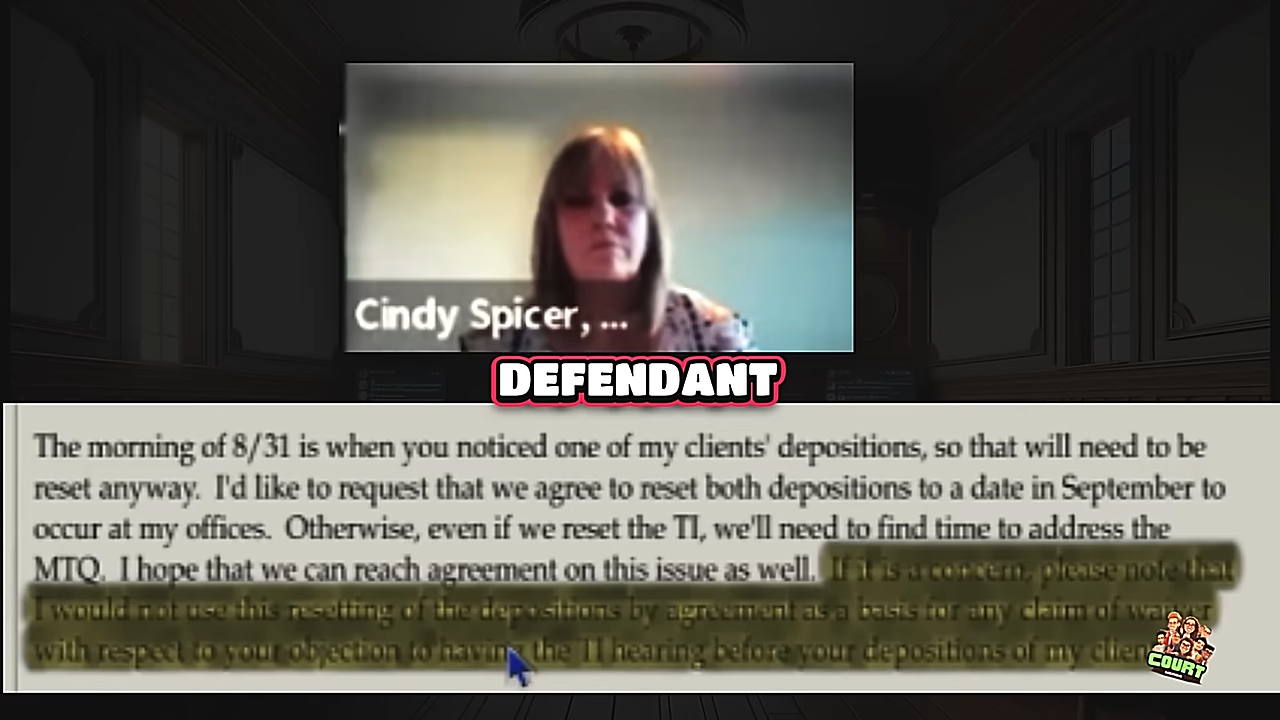 Cindy Spicer, ...
DEFENDANT
The morning of 8/31 is when you noticed one of my clients' depositions, so that will need to be
reset anyway. I'd like to request that we agree to reset both depositions to a date in September to
occur at my offices. Otherwise, even if we reset the TI, we'll need to find time to address the
MTQ. I hope that we can reach agreement on this issue as well. If it is a concern, please note that
I would not use this resetting of the depositions by agreement as a basis for any claim of waiver
with respect to your objection to having the TI hearing before your depositions of my
COURT